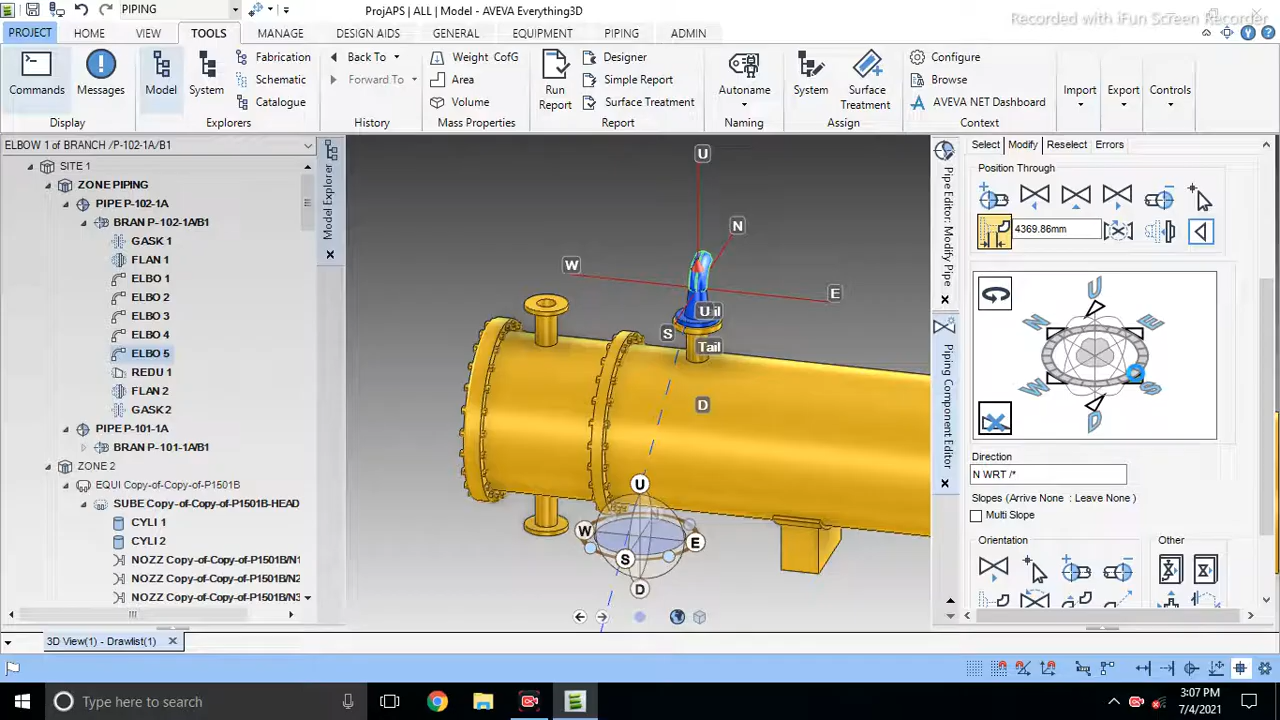 PIPING
ProjAPS | ALL | Model - AVEVA Everything3D
Recorded with iFun Screen Recorder
PROJECT
HOME
VIEW
TOOLS
MANAGE
DESIGN AIDS
GENERAL
EQUIPMENT
PIPING
ADMIN
Commands
Messages
Display
Model
System
Fabrication
Schematic
Catalogue
Explorers
Back To
Forward To
History
Weight CofG
Area
Volume
Mass Properties
Run
Report
Designer
Simple Report
Surface Treatment
Report
Autoname
Naming
System
Surface
Treatment
Assign
Configure
Browse
AVEVA NET Dashboard
Context
Import
Export
Controls
ELBOW 1 of BRANCH /P-102-1A/B1
SITE 1
ZONE PIPING
PIPE P-102-1A
BRAN P-102-1A/B1
GASK 1
FLAN 1
ELBO 1
ELBO 2
ELBO 3
ELBO 4
ELBO 5
REDU 1
FLAN 2
GASK 2
PIPE P-101-1A
BRAN P-101-1A/B1
ZONE 2
EQUI Copy-of-Copy-of-P1501B
SUBE Copy-of-Copy-of-P1501B-HEAD
CYLI 1
CYLI 2
NOZZ Copy-of-Copy-of-P1501B/N1
NOZZ Copy-of-Copy-of-P1501B/N2
NOZZ Copy-of-Copy-of-P1501B/N3
Model Explorer
U
N
W
E
S
Tail
D
U
W
E
S
D
Pipe Editor: Modify Pipe
Piping Component Editor
Select
Modify
Reselect
Errors
Position Through
4369.86mm
U
N
E
W
S
D
Direction
N WRT /*
Slopes (Arrive None : Leave None )
Multi Slope
Orientation
Other
3D View(1) - Drawlist(1)
Type here to search
3:07 PM
7/4/2021